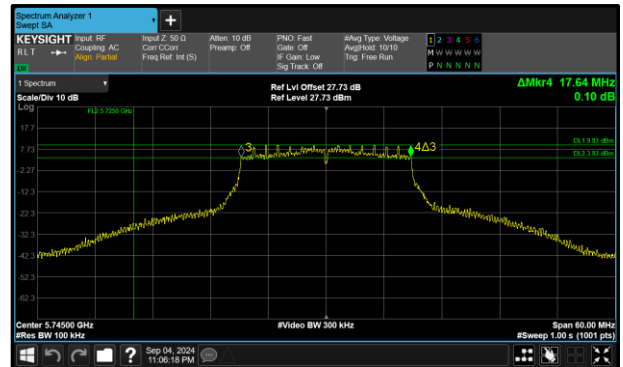 Spectrum Analyzer 1
Swept SA
KEYSIGHT
RLT
LW
Input: RF
Coupling: AC
Align: Partial
Input Z: 50 Ω
Corr CCorr
Freq Ref: Int (S)
Atten: 10 dB
Preamp: Off
PNO: Fast
Gate: Off
IF Gain: Low
Sig Track: Off
#Avg Type: Voltage
Avg|Hold: 10/10
Trig: Free Run
1 2 3 4 5 6
M W W W W W
P N N N N N
1 Spectrum
Scale/Div 10 dB
Log
Ref Lvl Offset 27.73 dB
Ref Level 27.73 dBm
ΔMkr4 17.64 MHz
0.10 dB
FL2 5.7250 GHz
17.7
7.73
-2.27
-12.3
-22.3
-32.3
-42.3
-52.3
-62.3
3
4Δ3
DL1 9.83 dBm
DL2 3.83 dBm
Center 5.74500 GHz
#Res BW 100 kHz
#Video BW 300 kHz
Span 60.00 MHz
#Sweep 1.00 s (1001 pts)
?
Sep 04, 2024
11:06:18 PM